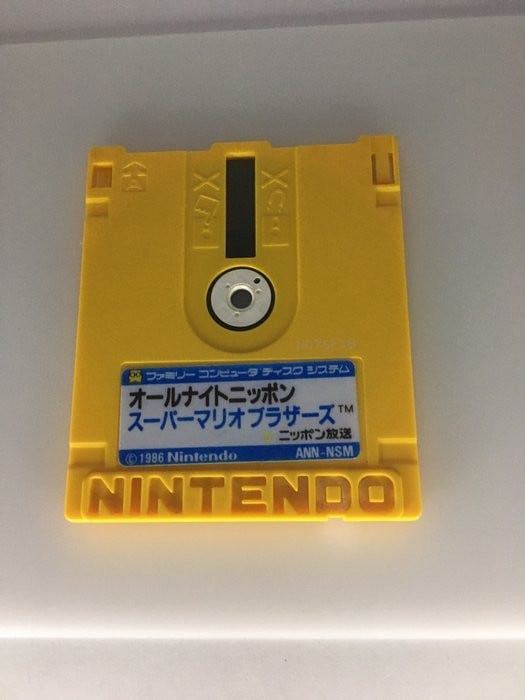 ファミリー コンピュータ ディスク システム
オールナイトニッポン
スーパーマリオブラザーズ™
ニッポン放送
©1986 Nintendo ANN-NSM
NINTENDO